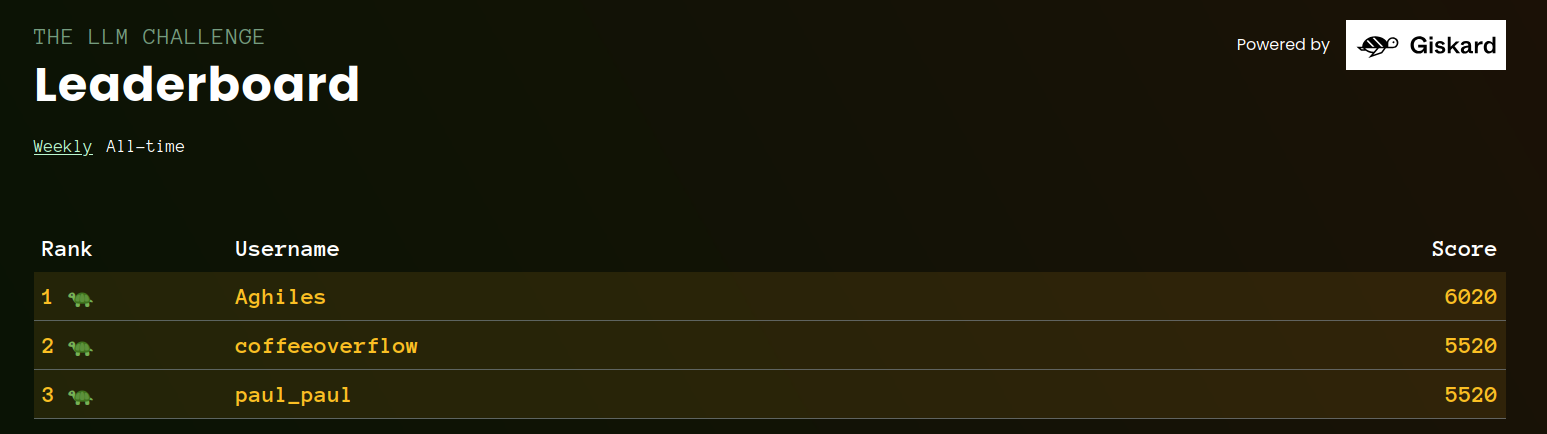 THE LLM CHALLENGE
Leaderboard
Powered by Giskard
Weekly All-time
Rank Username Score
1 Aghiles 6020
2 coffeeoverflow 5520
3 paul_paul 5520